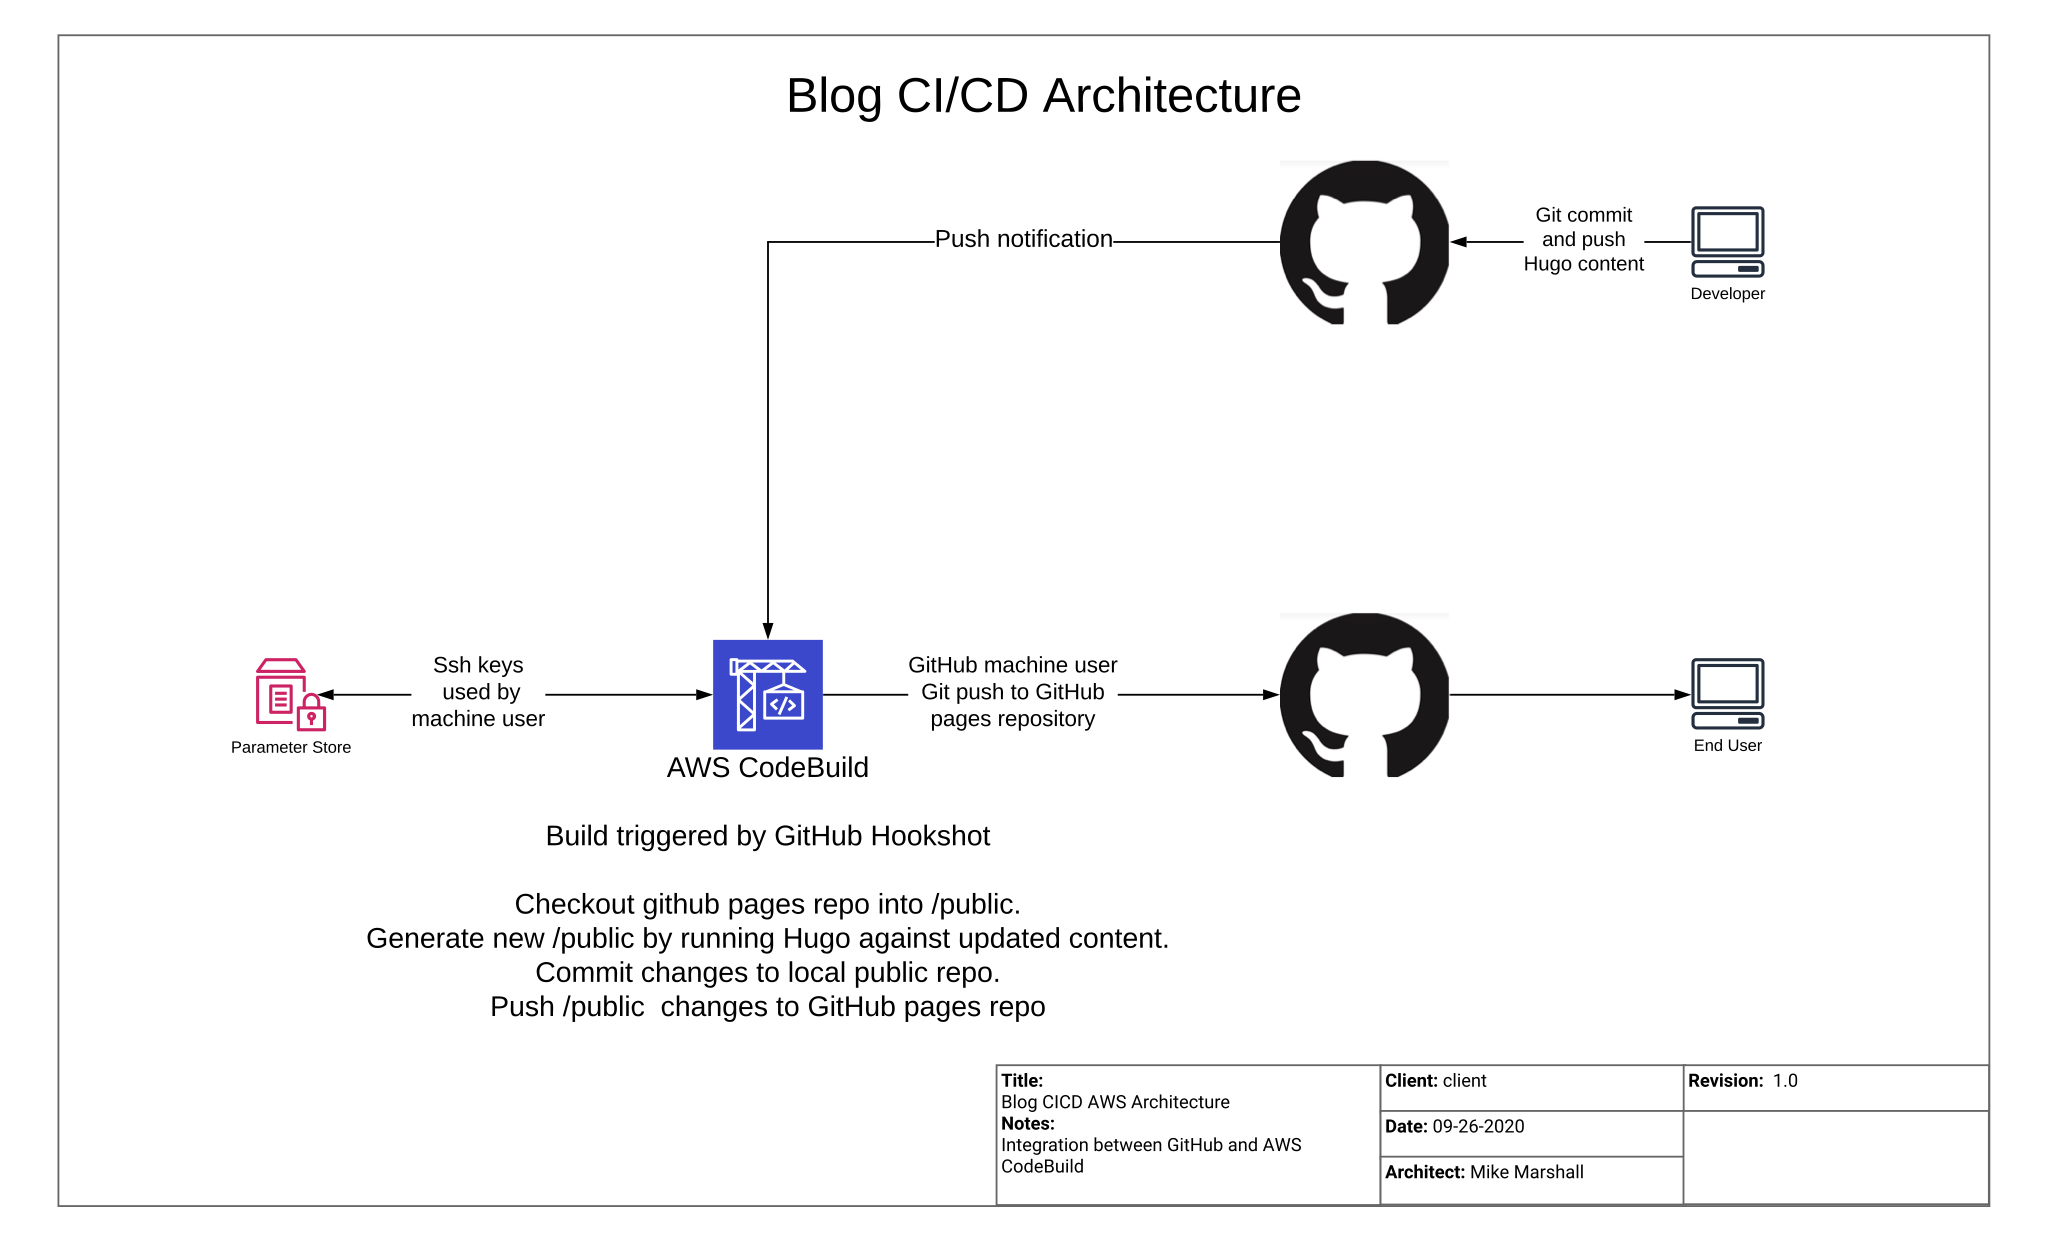 Blog CI/CD Architecture
Push notification
Git commit
and push
Hugo content
Developer
Ssh keys
used by
machine user
Parameter Store
AWS CodeBuild
GitHub machine user
Git push to GitHub
pages repository
End User
Build triggered by GitHub Hookshot
Checkout github pages repo into /public.
Generate new /public by running Hugo against updated content.
Commit changes to local public repo.
Push /public  changes to GitHub pages repo
Title:
Blog CICD AWS Architecture
Notes:
Integration between GitHub and AWS
CodeBuild
Client: client
Date: 09-26-2020
Architect: Mike Marshall
Revision:  1.0